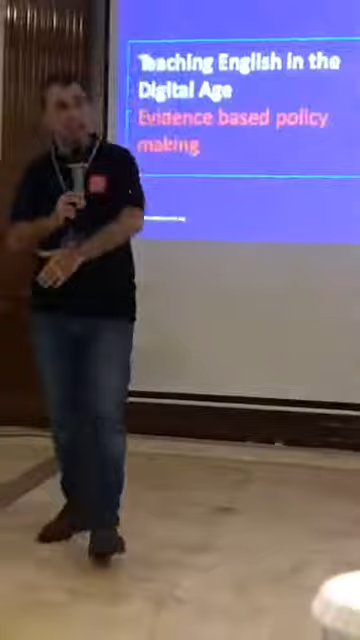 Teaching English in the
Digital Age
Evidence based policy
making